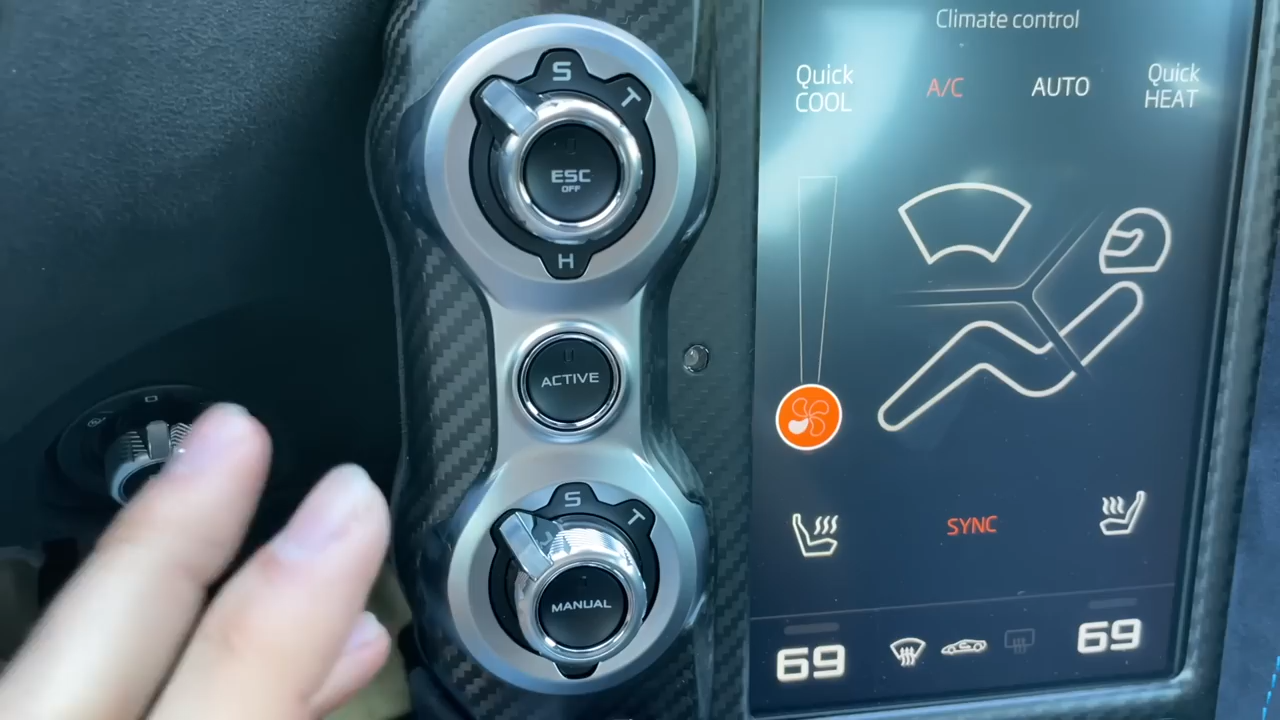 S
T
ESC
OFF
H
ACTIVE
S
T
MANUAL
Climate control
Quick
COOL
A/C
AUTO
Quick
HEAT
SYNC
69
69